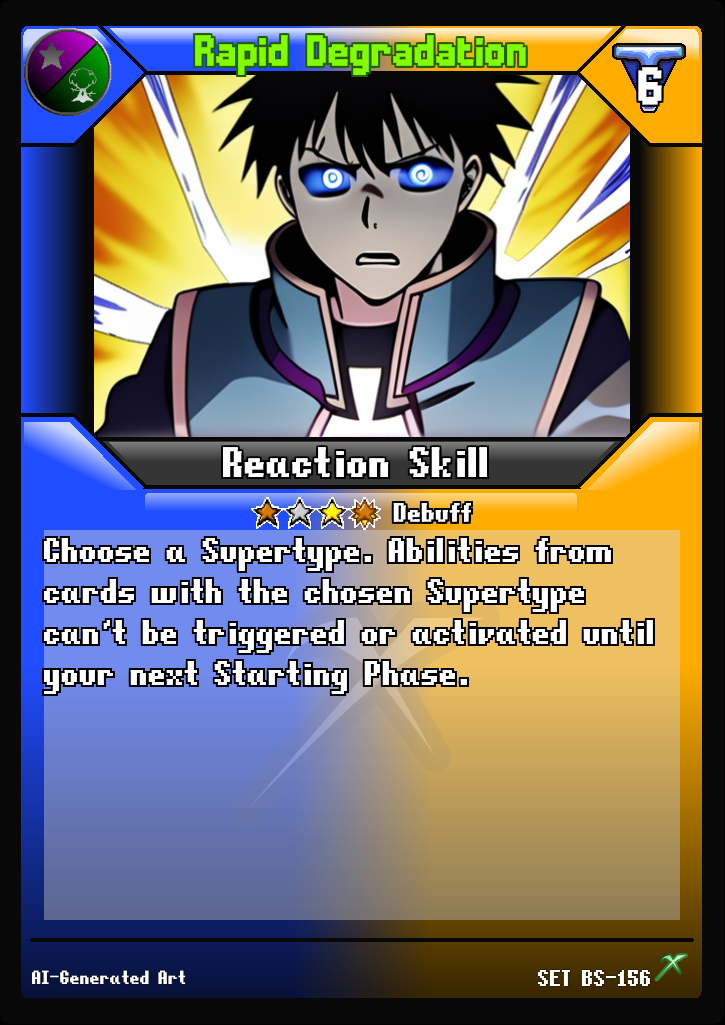 Rapid Degradation
6
Reaction Skill
Debuff
Choose a Supertype. Abilities from
cards with the chosen Supertype
can't be triggered or activated until
your next Starting Phase.
AI-Generated Art
SET BS-156